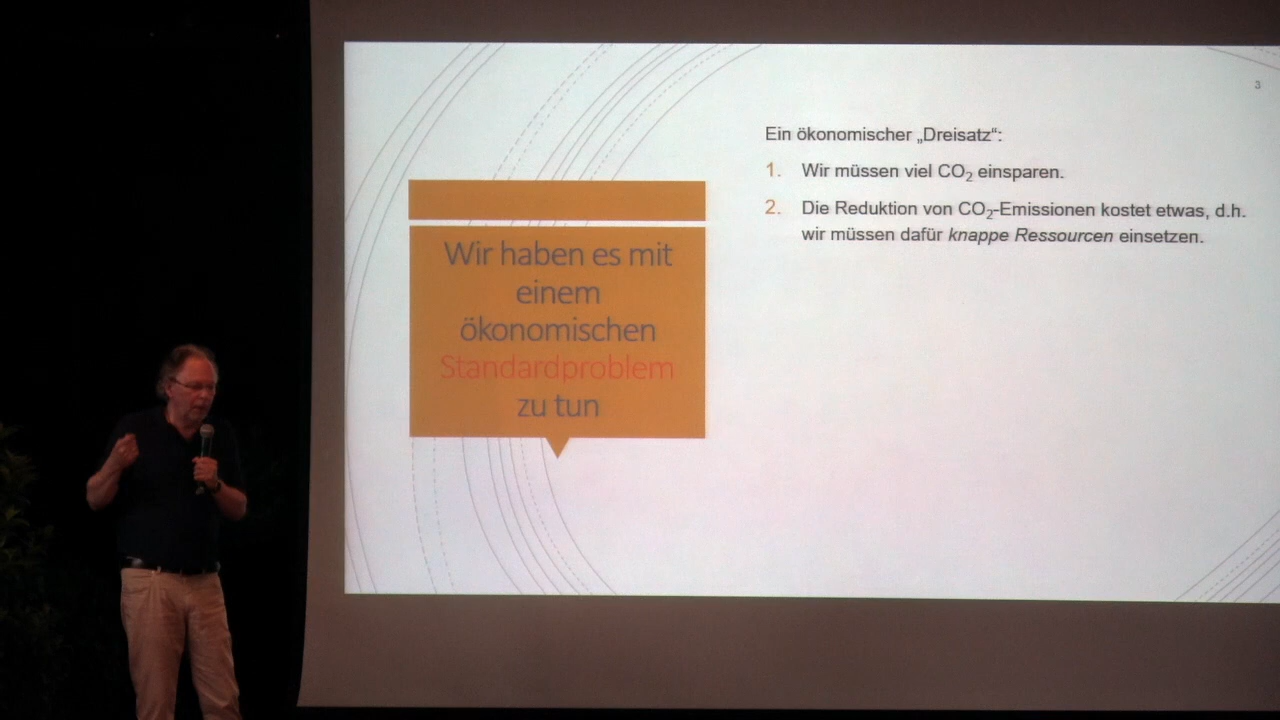 3
Wir haben es mit
einem
ökonomischen
Standardproblem
zu tun
Ein ökonomischer „Dreisatz“:
1. Wir müssen viel CO₂ einsparen.
2. Die Reduktion von CO₂-Emissionen kostet etwas, d.h.
wir müssen dafür knappe Ressourcen einsetzen.